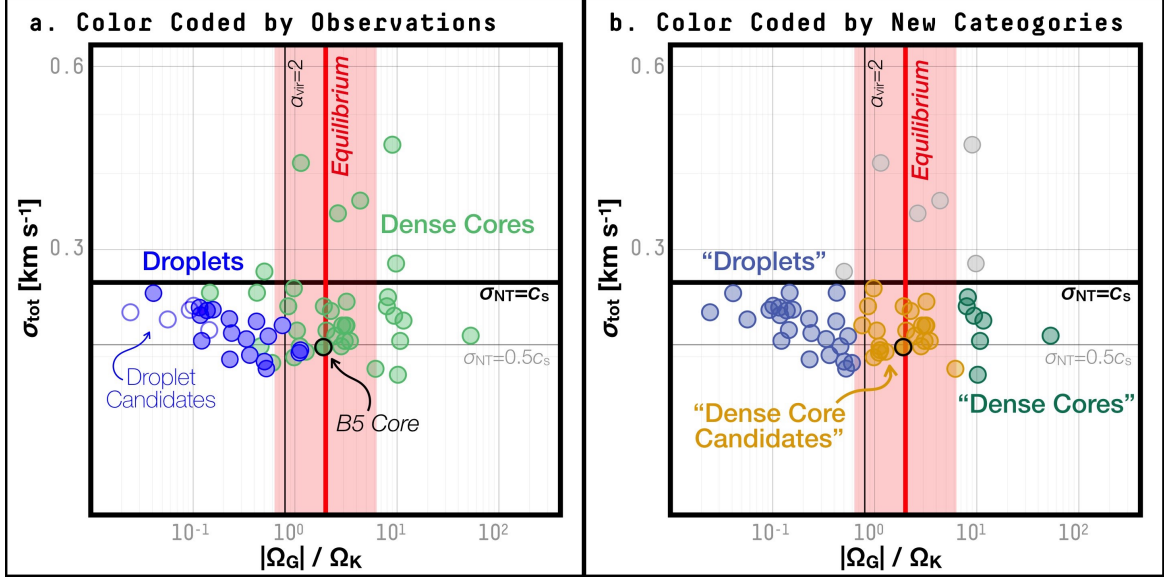 a. Color Coded by Observations
0.6
0.3
σtot [km s⁻¹]
αvir=2
Equilibrium
Dense Cores
Droplets
σNT=cs
σNT=0.5cs
Droplet
Candidates
B5 Core
10⁻¹
10⁰
10¹
10²
|ΩG| / ΩK
b. Color Coded by New Cateogories
0.6
0.3
σtot [km s⁻¹]
αvir=2
Equilibrium
“Droplets”
σNT=cs
σNT=0.5cs
“Dense Core
Candidates”
“Dense Cores”
10⁻¹
10⁰
10¹
10²
|ΩG| / ΩK